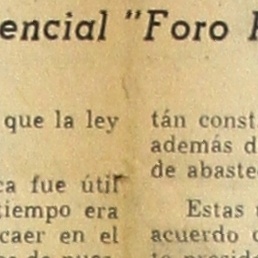 encial "Foro
que la ley
ca fue útil
tiempo era
caer en el
tán const
además d
de abaste
Estas
acuerdo